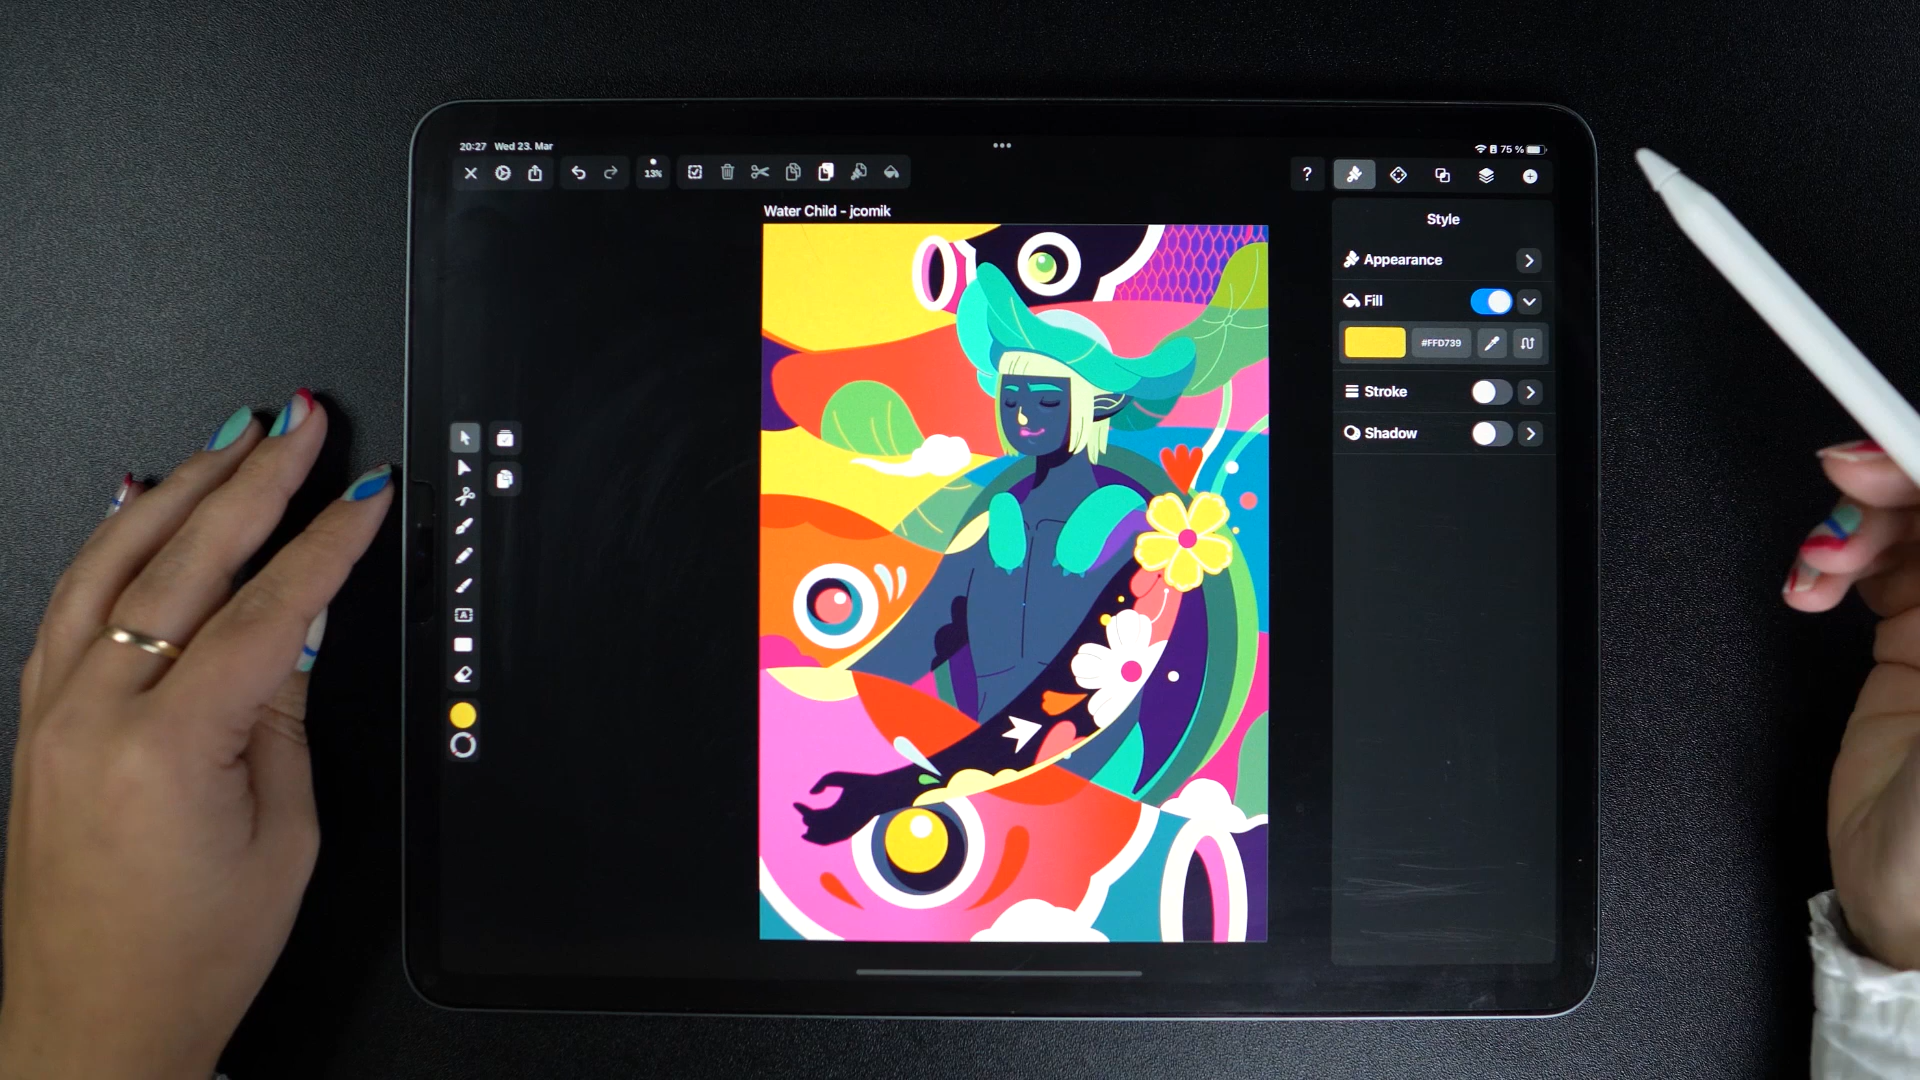 20:27 Wed 23. Mar
75 %
13%
?
Water Child - jcomik
Style
Appearance
Fill
#FFD739
Stroke
Shadow
A